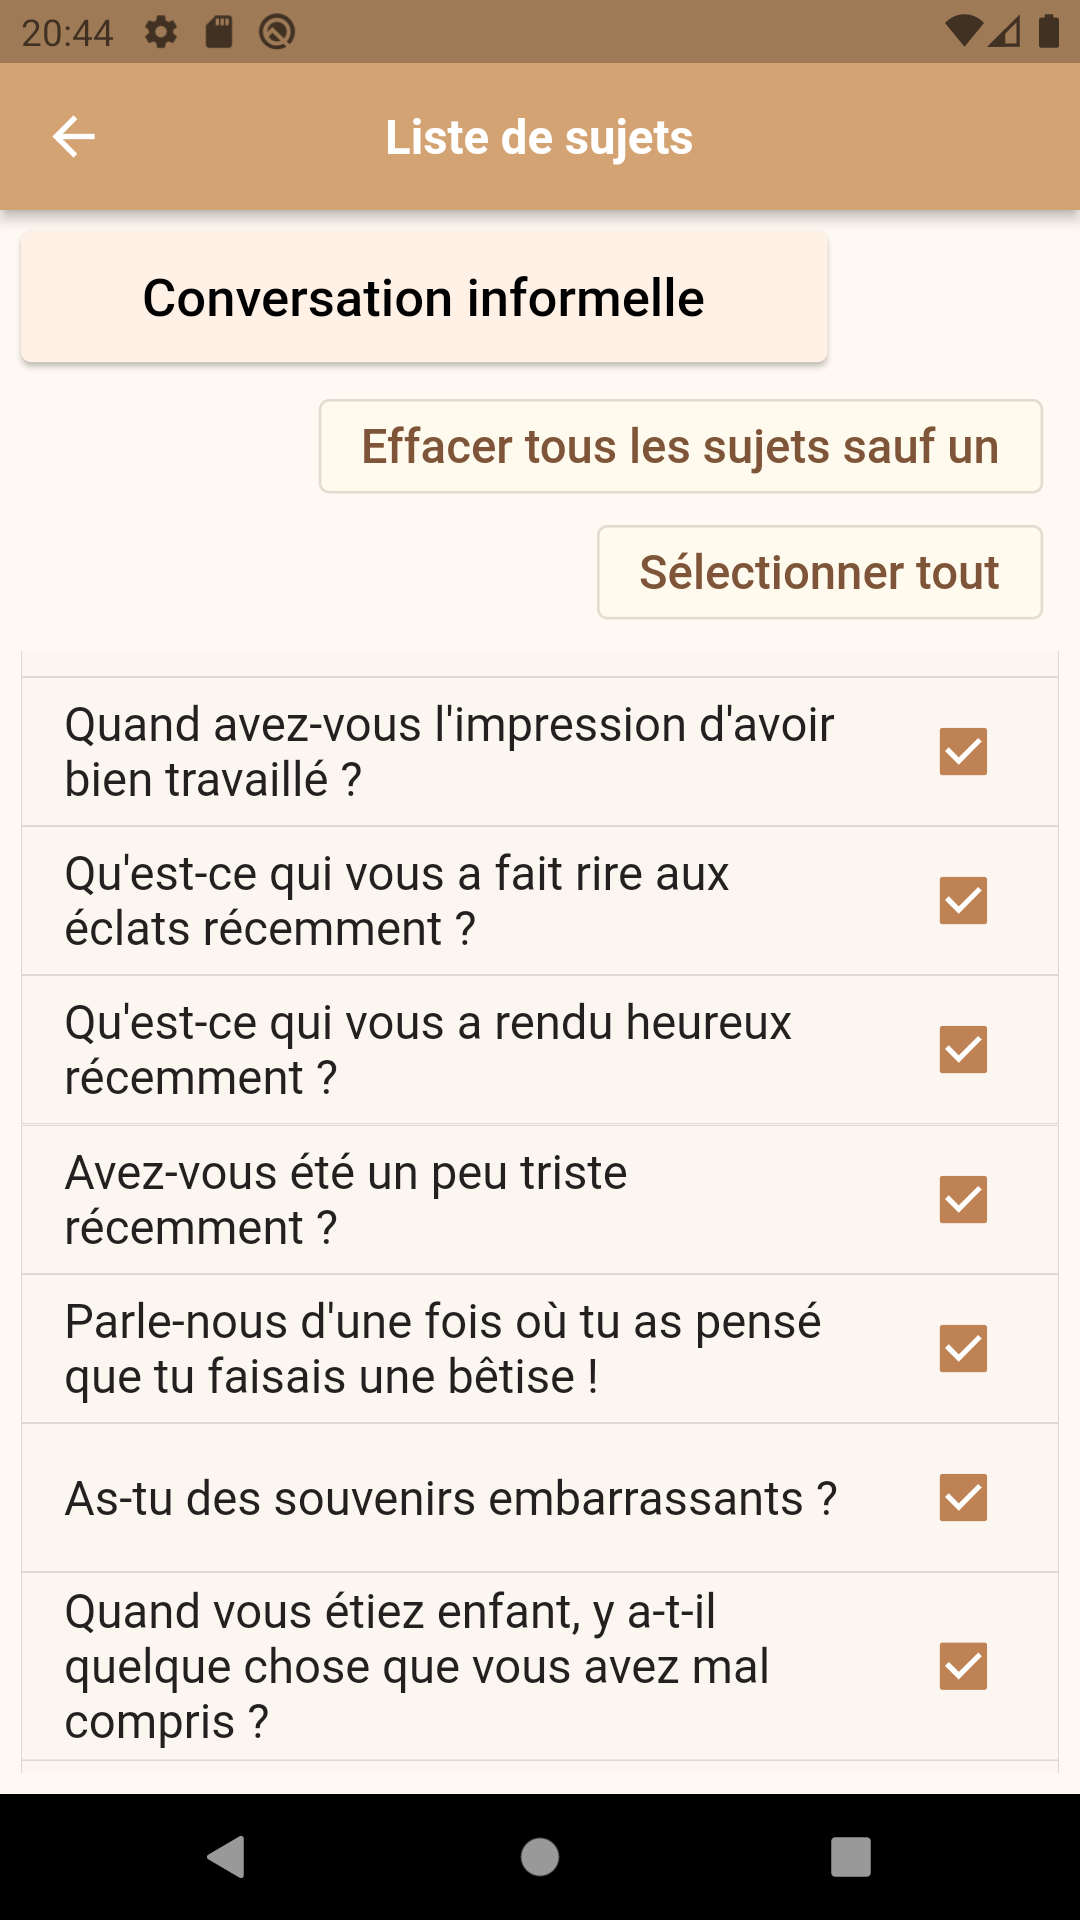 20:44
Liste de sujets
Conversation informelle
Effacer tous les sujets sauf un
Sélectionner tout
Quand avez-vous l'impression d'avoir
bien travaillé ?
Qu'est-ce qui vous a fait rire aux
éclats récemment ?
Qu'est-ce qui vous a rendu heureux
récemment ?
Avez-vous été un peu triste
récemment ?
Parle-nous d'une fois où tu as pensé
que tu faisais une bêtise !
As-tu des souvenirs embarrassants ?
Quand vous étiez enfant, y a-t-il
quelque chose que vous avez mal
compris ?